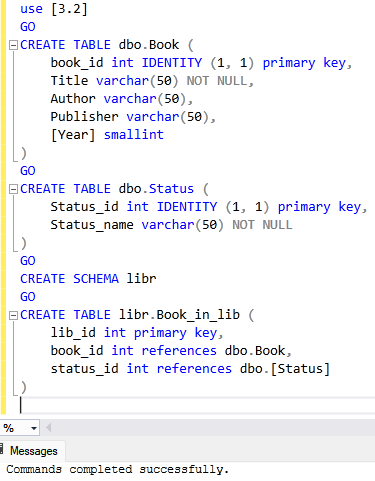 use [3.2]
GO
CREATE TABLE dbo.Book (
book_id int IDENTITY (1, 1) primary key,
Title varchar(50) NOT NULL,
Author varchar(50),
Publisher varchar(50),
[Year] smallint
)
GO
CREATE TABLE dbo.Status (
Status_id int IDENTITY (1, 1) primary key,
Status_name varchar(50) NOT NULL
)
GO
CREATE SCHEMA libr
GO
CREATE TABLE libr.Book_in_lib (
lib_id int primary key,
book_id int references dbo.Book,
status_id int references dbo.[Status]
)
%
Messages
Commands completed successfully.